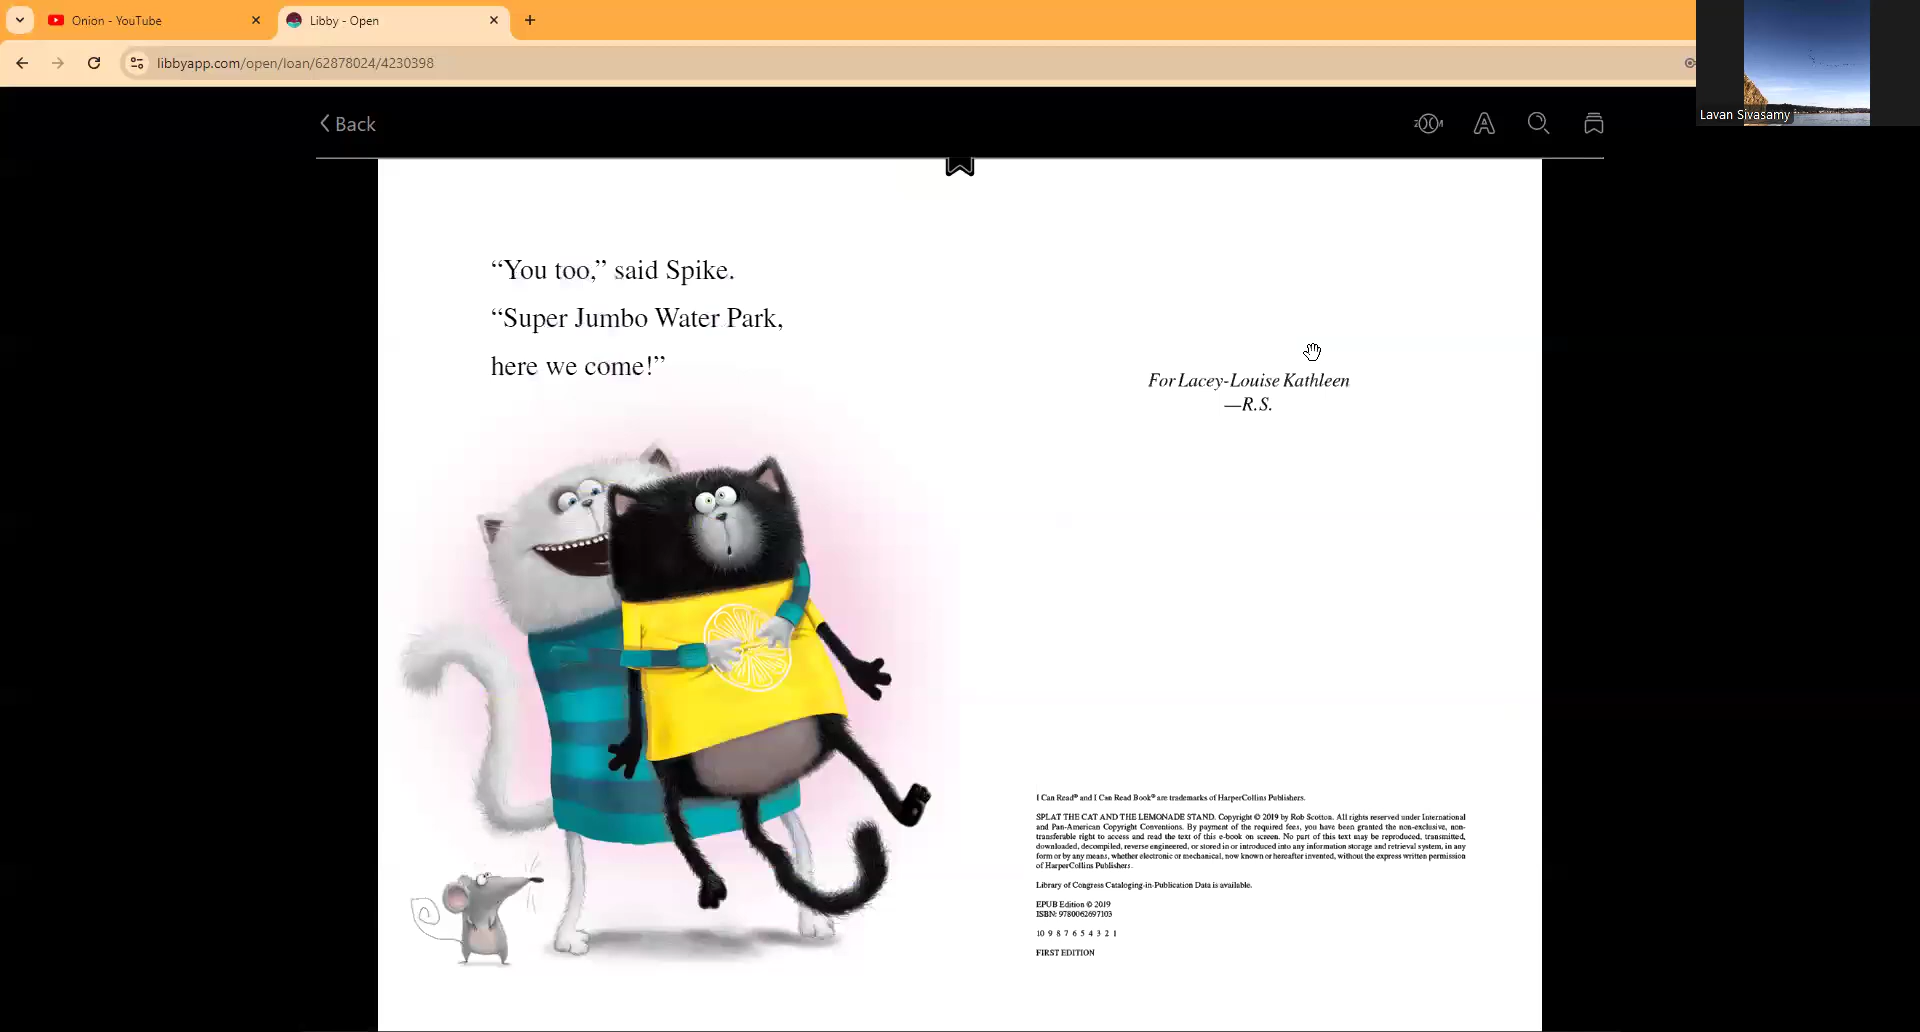 Onion - YouTube
Libby - Open
libbyapp.com/open/loan/62878024/4230398
Lavan Sivasamy
Back
“You too,” said Spike.
“Super Jumbo Water Park,
here we come!”
For Lacey-Louise Kathleen
—R.S.
I Can Read® and I Can Read Book® are trademarks of HarperCollins Publishers.
SPLAT THE CAT AND THE LEMONADE STAND. Copyright © 2019 by Rob Scotton. All rights reserved under International
and Pan-American Copyright Conventions. By payment of the required fees, you have been granted the non-exclusive, non-
transferable right to access and read the text of this e-book on screen. No part of this text may be reproduced, transmitted,
downloaded, decompiled, reverse engineered, or stored in or introduced into any information storage and retrieval system, in any
form or by any means, whether electronic or mechanical, now known or hereafter invented, without the express written permission
of HarperCollins Publishers.
Library of Congress Cataloging-in-Publication Data is available.
EPUB Edition © 2019
ISBN: 9780062697103
10 9 8 7 6 5 4 3 2 1
FIRST EDITION